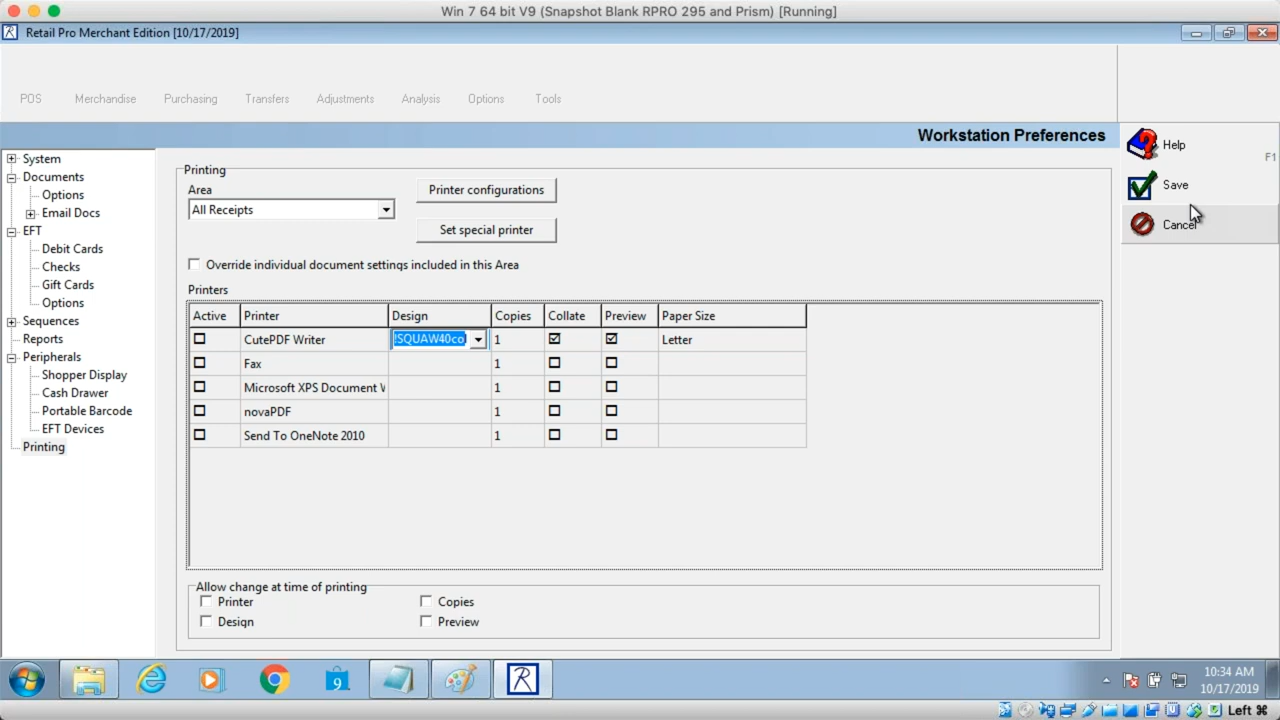 Win 7 64 bit V9 (Snapshot Blank RPRO 295 and Prism) [Running]
Retail Pro Merchant Edition [10/17/2019]
POS Merchandise Purchasing Transfers Adjustments Analysis Options Tools
Workstation Preferences
Help
F1
Save
Cancel
System
Documents
Options
Email Docs
EFT
Debit Cards
Checks
Gift Cards
Options
Sequences
Reports
Peripherals
Shopper Display
Cash Drawer
Portable Barcode
EFT Devices
Printing
Printing
Area
All Receipts
Printer configurations
Set special printer
Override individual document settings included in this Area
Printers
Active Printer Design Copies Collate Preview Paper Size
CutePDF Writer !SQUAW40co 1 Letter
Fax 1
Microsoft XPS Document 1
novaPDF 1
Send To OneNote 2010 1
Allow change at time of printing
Printer Copies
Design Preview
9
10:34 AM
10/17/2019
Left ⌘